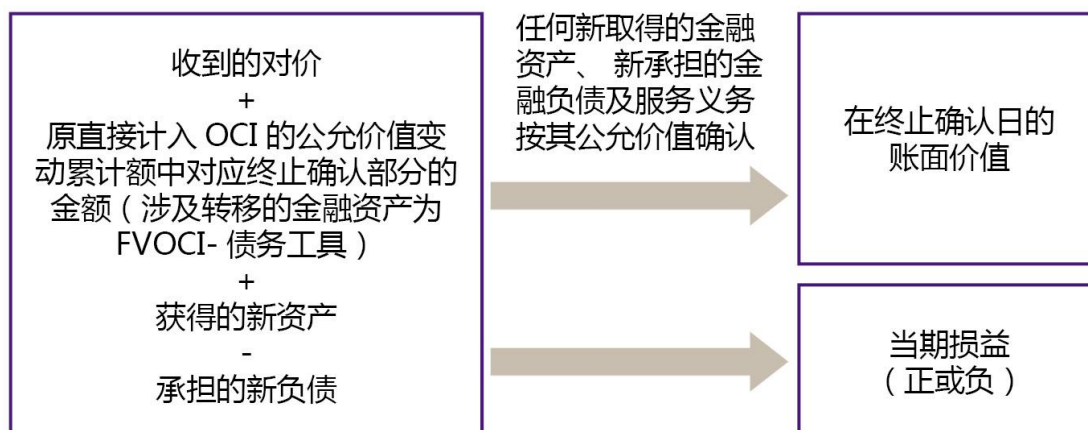 收到的对价
+
原直接计入 OCI 的公允价值变
动累计额中对应终止确认部分的
金额（涉及转移的金融资产为
FVOCI- 债务工具）
+
获得的新资产
-
承担的新负债
任何新取得的金融
资产、 新承担的金
融负债及服务义务
按其公允价值确认
在终止确认日的
账面价值
当期损益
（正或负）